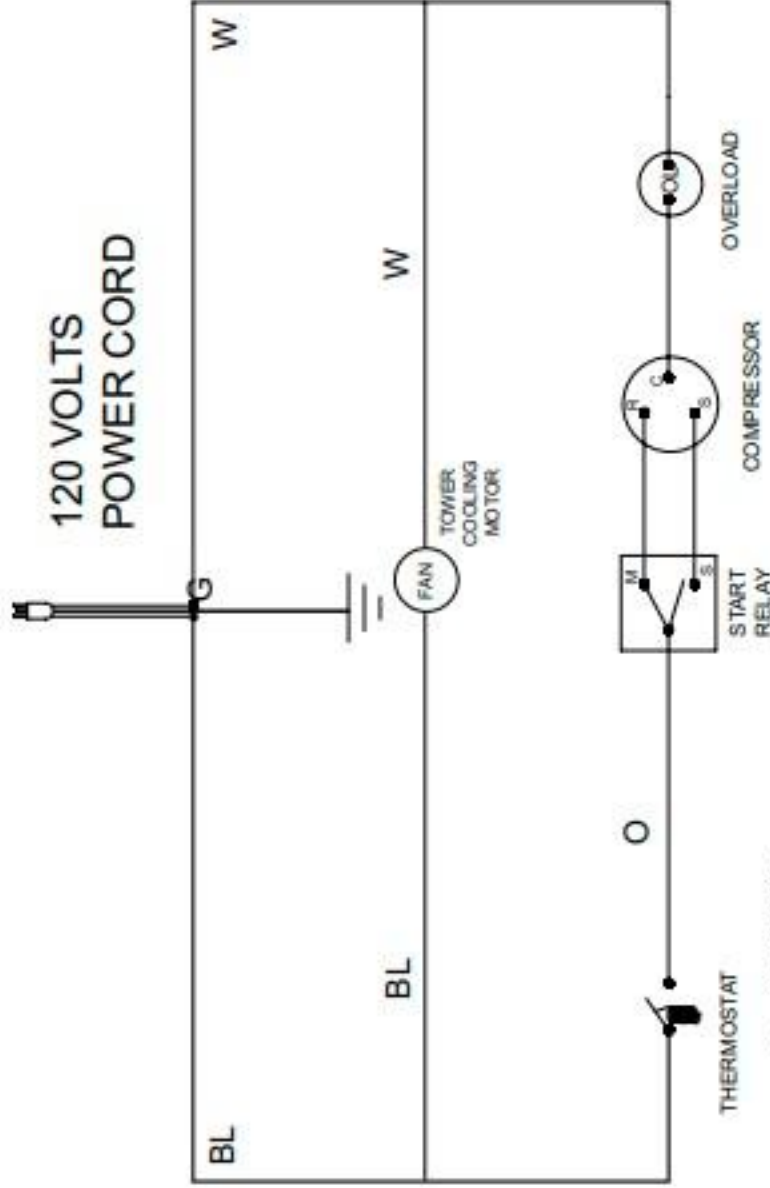 120 VOLTS
POWER CORD
BL
G
W
BL
FAN
TOWER
COOLING
MOTOR
W
THERMOSTAT
O
M
S
START
RELAY
R
C
S
COMPRESSOR
OL
OVERLOAD